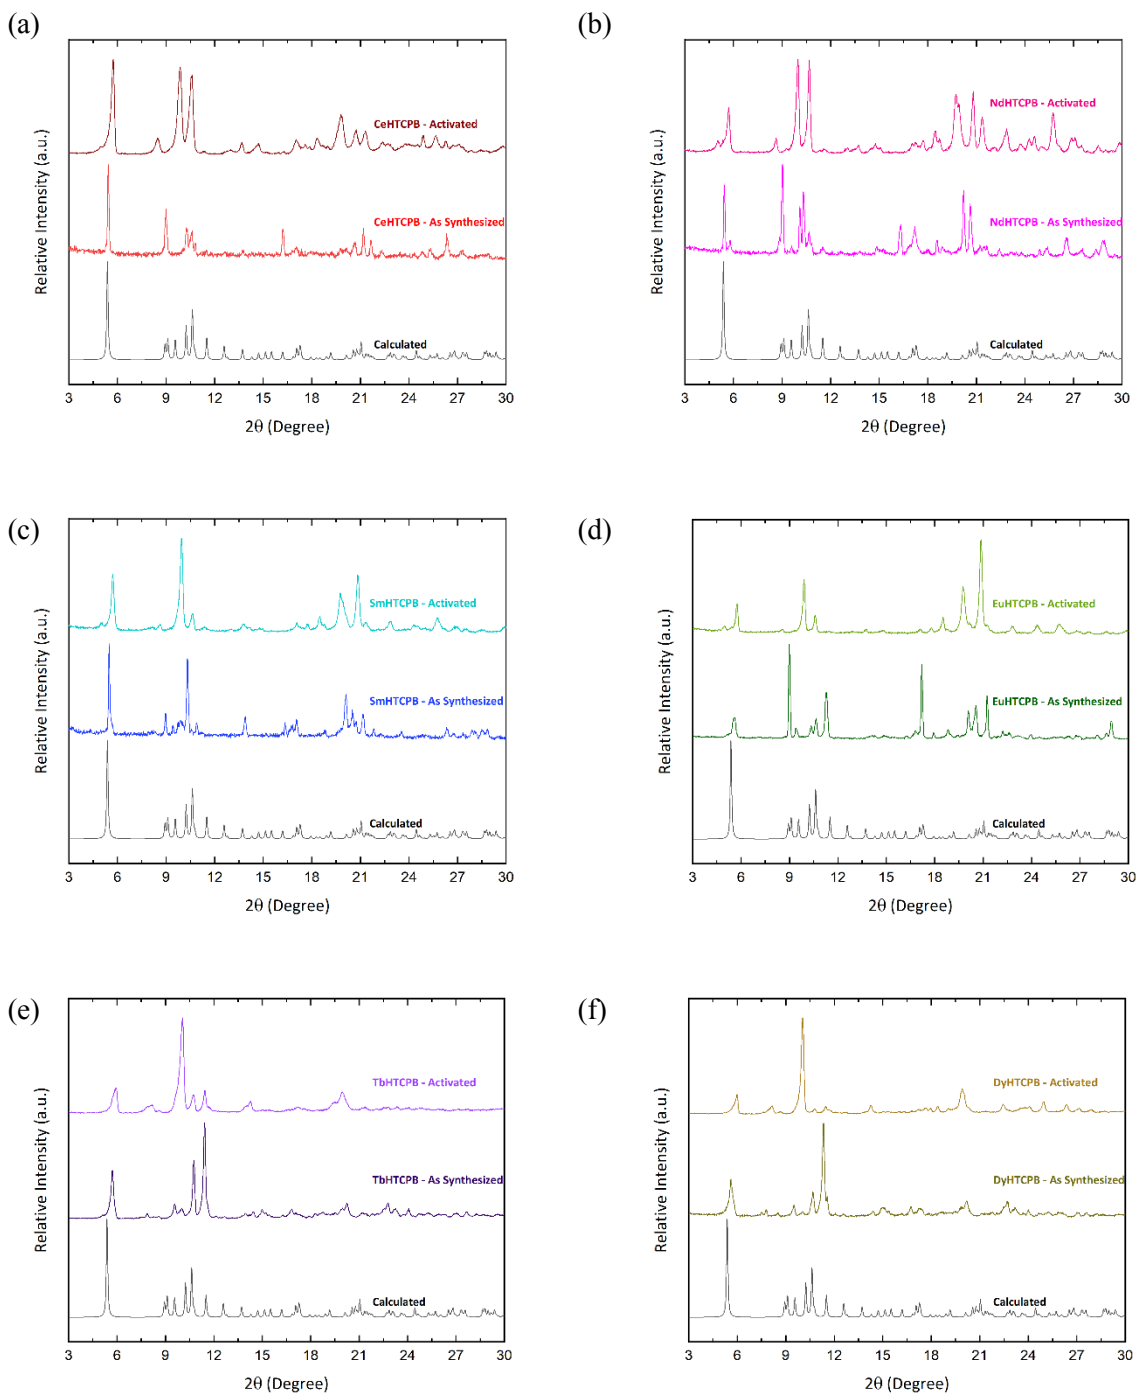 (a)
Relative Intensity (a.u.)
CeHTCPB - Activated
CeHTCPB - As Synthesized
Calculated
3 6 9 12 15 18 21 24 27 30
2θ (Degree)
(b)
Relative Intensity (a.u.)
NdHTCPB - Activated
NdHTCPB - As Synthesized
Calculated
3 6 9 12 15 18 21 24 27 30
2θ (Degree)
(c)
Relative Intensity (a.u.)
SmHTCPB - Activated
SmHTCPB - As Synthesized
Calculated
3 6 9 12 15 18 21 24 27 30
2θ (Degree)
(d)
Relative Intensity (a.u.)
EuHTCPB - Activated
EuHTCPB - As Synthesized
Calculated
3 6 9 12 15 18 21 24 27 30
2θ (Degree)
(e)
Relative Intensity (a.u.)
TbHTCPB - Activated
TbHTCPB - As Synthesized
Calculated
3 6 9 12 15 18 21 24 27 30
2θ (Degree)
(f)
Relative Intensity (a.u.)
DyHTCPB - Activated
DyHTCPB - As Synthesized
Calculated
3 6 9 12 15 18 21 24 27 30
2θ (Degree)